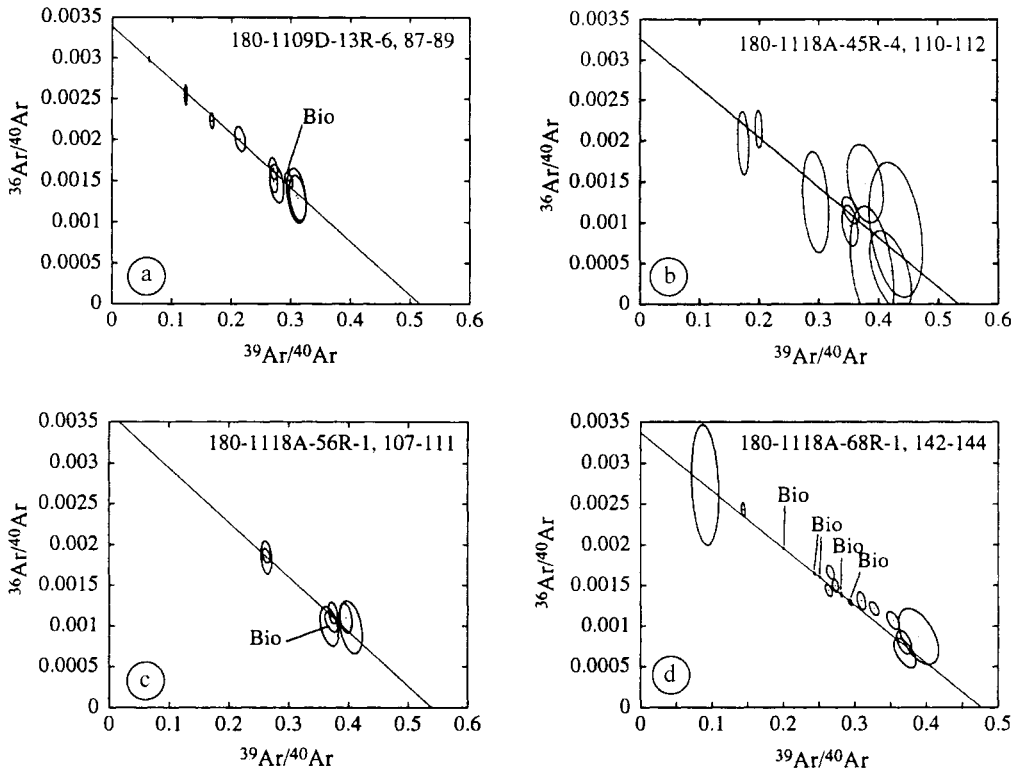 0.0035
0.003
0.0025
0.002
0.0015
0.001
0.0005
0
³⁶Ar/⁴⁰Ar
180-1109D-13R-6, 87-89
Bio
a
0 0.1 0.2 0.3 0.4 0.5 0.6
³⁹Ar/⁴⁰Ar
0.0035
0.003
0.0025
0.002
0.0015
0.001
0.0005
0
³⁶Ar/⁴⁰Ar
180-1118A-45R-4, 110-112
b
0 0.1 0.2 0.3 0.4 0.5 0.6
³⁹Ar/⁴⁰Ar
0.0035
0.003
0.0025
0.002
0.0015
0.001
0.0005
0
³⁶Ar/⁴⁰Ar
180-1118A-56R-1, 107-111
Bio
c
0 0.1 0.2 0.3 0.4 0.5 0.6
³⁹Ar/⁴⁰Ar
0.0035
0.003
0.0025
0.002
0.0015
0.001
0.0005
0
³⁶Ar/⁴⁰Ar
180-1118A-68R-1, 142-144
Bio
Bio
Bio
Bio
d
0 0.1 0.2 0.3 0.4 0.5
³⁹Ar/⁴⁰Ar